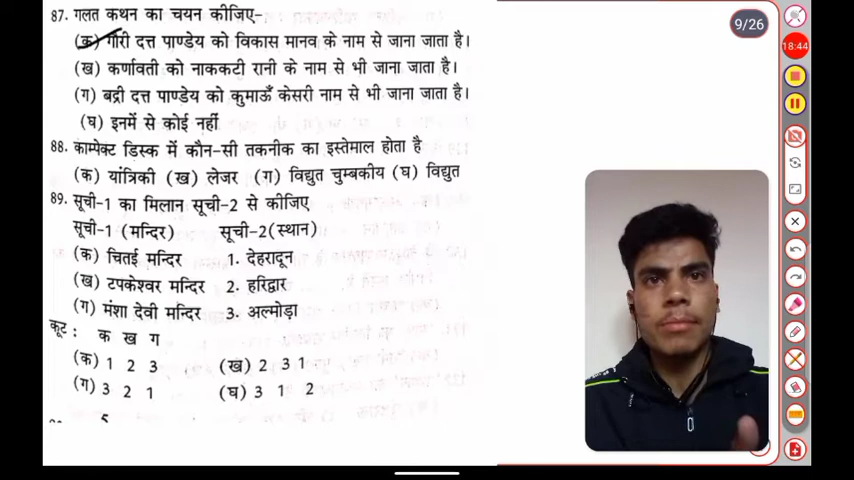 87. गलत कथन का चयन कीजिए-
(क) गौरी दत्त पाण्डेय को विकास मानव के नाम से जाना जाता है।
(ख) कर्णावती को नाककटी रानी के नाम से भी जाना जाता है।
(ग) बद्री दत्त पाण्डेय को कुमाऊँ केसरी नाम से भी जाना जाता है।
(घ) इनमें से कोई नहीं
88. काम्पेक्ट डिस्क में कौन-सी तकनीक का इस्तेमाल होता है
(क) यांत्रिकी (ख) लेजर (ग) विद्युत चुम्बकीय (घ) विद्युत
89. सूची-1 का मिलान सूची-2 से कीजिए
सूची-1 (मन्दिर) सूची-2(स्थान)
(क) चितई मन्दिर 1. देहरादून
(ख) टपकेश्वर मन्दिर 2. हरिद्वार
(ग) मंशा देवी मन्दिर 3. अल्मोड़ा
कूट : क ख ग
(क) 1 2 3 (ख) 2 3 1
(ग) 3 2 1 (घ) 3 1 2
9/26
18:44